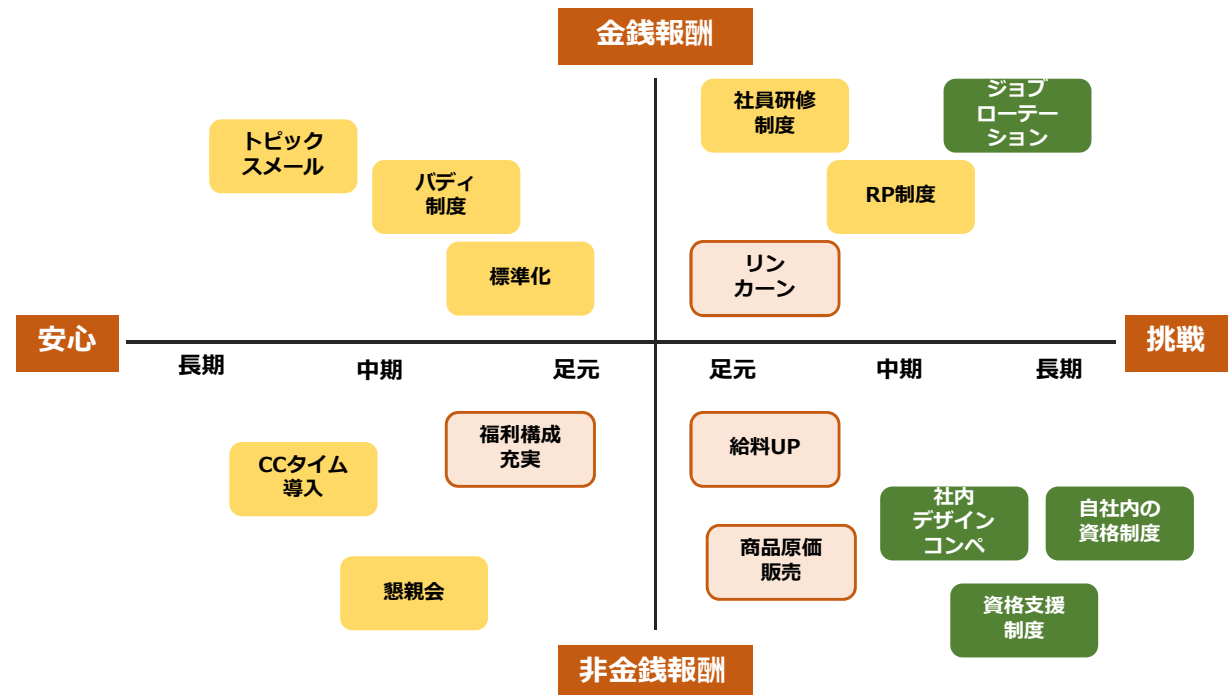 金銭報酬
社員研修
制度
ジョブ
ローテー
ション
トピック
スメール
バディ
制度
RP制度
標準化
リン
カーン
安心
挑戦
長期
中期
足元
足元
中期
長期
福利構成
充実
給料UP
CCタイム
導入
社内
デザイン
コンペ
自社内の
資格制度
商品原価
販売
懇親会
資格支援
制度
非金銭報酬